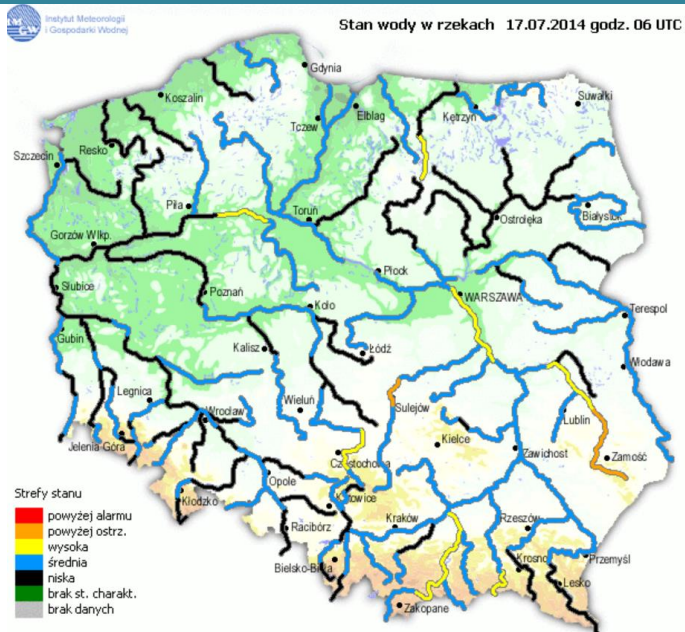 IMGW
Instytut Meteorologii
i Gospodarki Wodnej
Stan wody w rzekach 17.07.2014 godz. 06 UTC
Gdynia
Koszalin
Suwałki
Tczew
Elbląg
Kętrzyn
Szczecin
Resko
Piła
Toruń
Ostrołęka
Białystok
Gorzów Wlkp.
Płock
Słubice
Poznań
Koło
WARSZAWA
Terespol
Gubin
Kalisz
Łódź
Włodawa
Legnica
Wieluń
Sulejów
Wrocław
Lublin
Jelenia Góra
Kielce
Częstochowa
Zawichost
Zamość
Opole
Kłodzko
Katowice
Racibórz
Kraków
Rzeszów
Bielsko-Biała
Krosno
Przemyśl
Lesko
Zakopane
Strefy stanu
powyżej alarmu
powyżej ostrz.
wysoka
średnia
niska
brak st. charakt.
brak danych